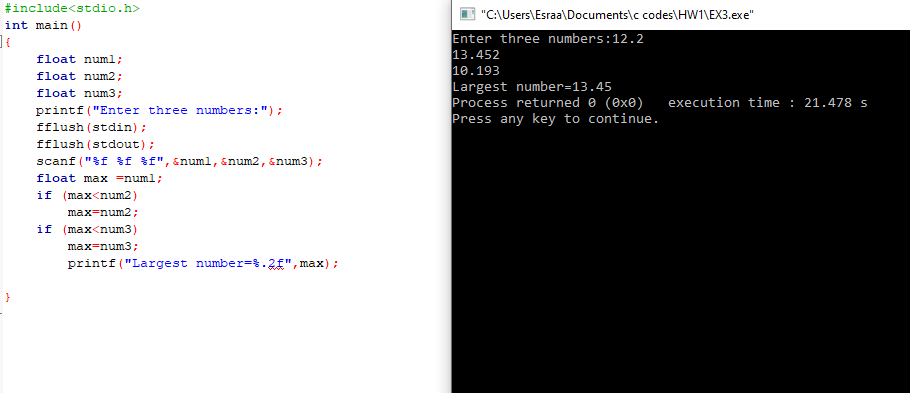 #include<stdio.h>
int main()
{
    float num1;
    float num2;
    float num3;
    printf("Enter three numbers:");
    fflush(stdin);
    fflush(stdout);
    scanf("%f %f %f",&num1,&num2,&num3);
    float max =num1;
    if (max<num2)
        max=num2;
    if (max<num3)
        max=num3;
        printf("Largest number=%.2f",max);
}
"C:\Users\Esraa\Documents\c codes\HW1\EX3.exe"
Enter three numbers:12.2
13.452
10.193
Largest number=13.45
Process returned 0 (0x0)   execution time : 21.478 s
Press any key to continue.